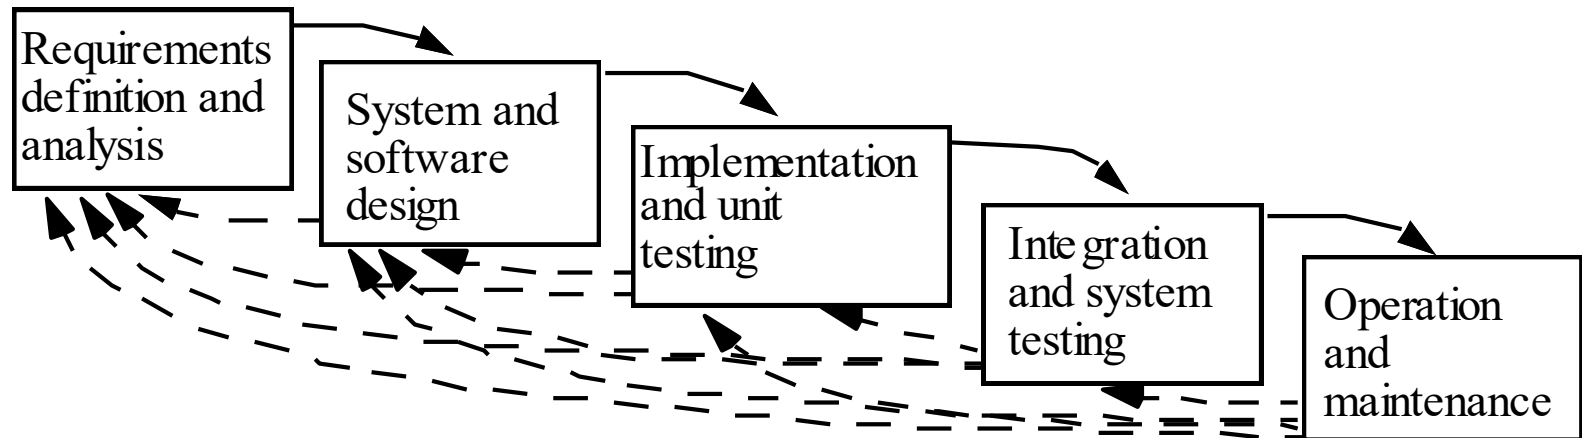 Requirements
definition and
analysis
System and
software
design
Implementation
and unit
testing
Integration
and system
testing
Operation
and
maintenance